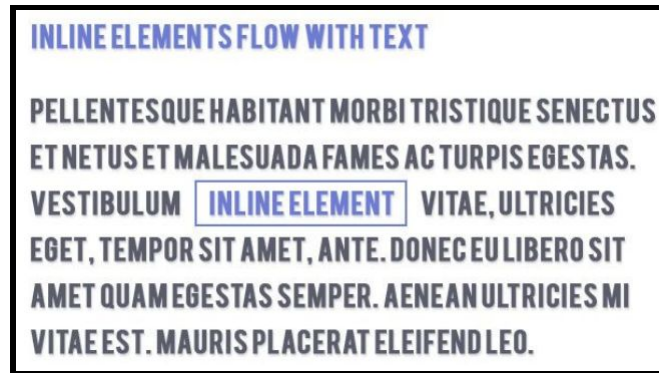 INLINE ELEMENTS FLOW WITH TEXT
PELLENTESQUE HABITANT MORBI TRISTIQUE SENECTUS
ET NETUS ET MALESUADA FAMES AC TURPIS EGESTAS.
VESTIBULUM INLINE ELEMENT VITAE, ULTRICIES
EGET, TEMPOR SIT AMET, ANTE. DONEC EU LIBERO SIT
AMET QUAM EGESTAS SEMPER. AENEAN ULTRICIES MI
VITAE EST. MAURIS PLACERAT ELEIFEND LEO.